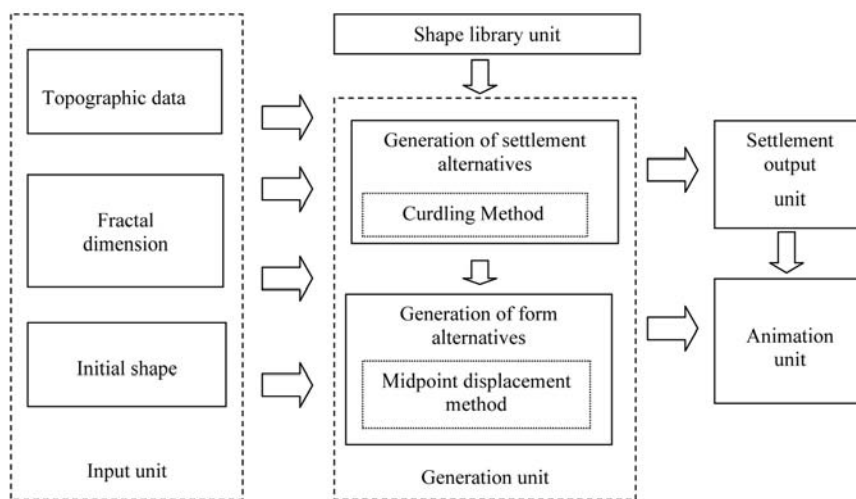 Topographic data
Fractal
dimension
Initial shape
Input unit
Shape library unit
Generation of settlement
alternatives
Curdling Method
Generation of form
alternatives
Midpoint displacement
method
Generation unit
Settlement
output
unit
Animation
unit